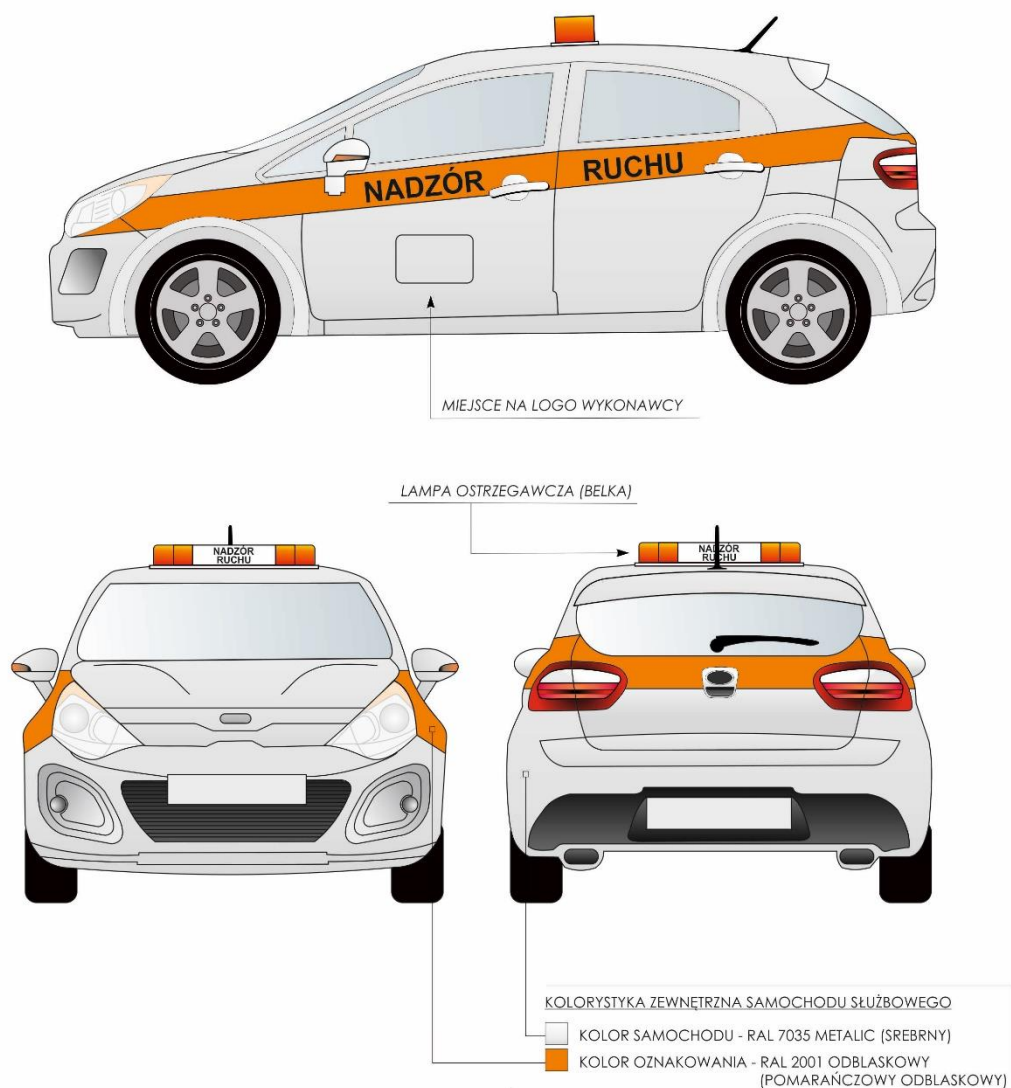 NADZÓR RUCHU
MIEJSCE NA LOGO WYKONAWCY
LAMPA OSTRZEGAWCZA (BELKA)
NADZÓR
RUCHU
NADZÓR
RUCHU
KOLORYSTYKA ZEWNĘTRZNA SAMOCHODU SŁUŻBOWEGO
KOLOR SAMOCHODU - RAL 7035 METALIC (SREBRNY)
KOLOR OZNAKOWANIA - RAL 2001 ODBLASKOWY
(POMARAŃCZOWY ODBLASKOWY)